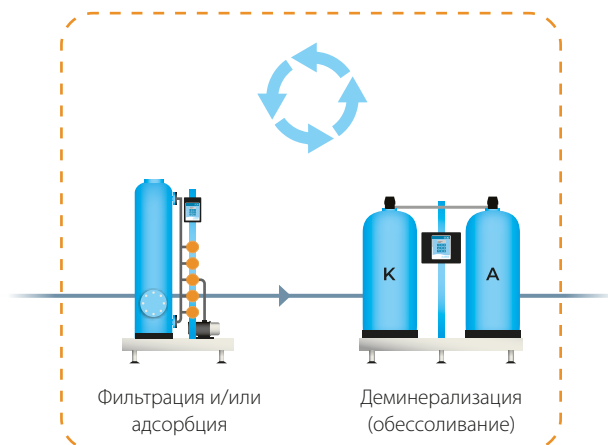 К
А
Фильтрация и/или
адсорбция
Деминерализация
(обессоливание)